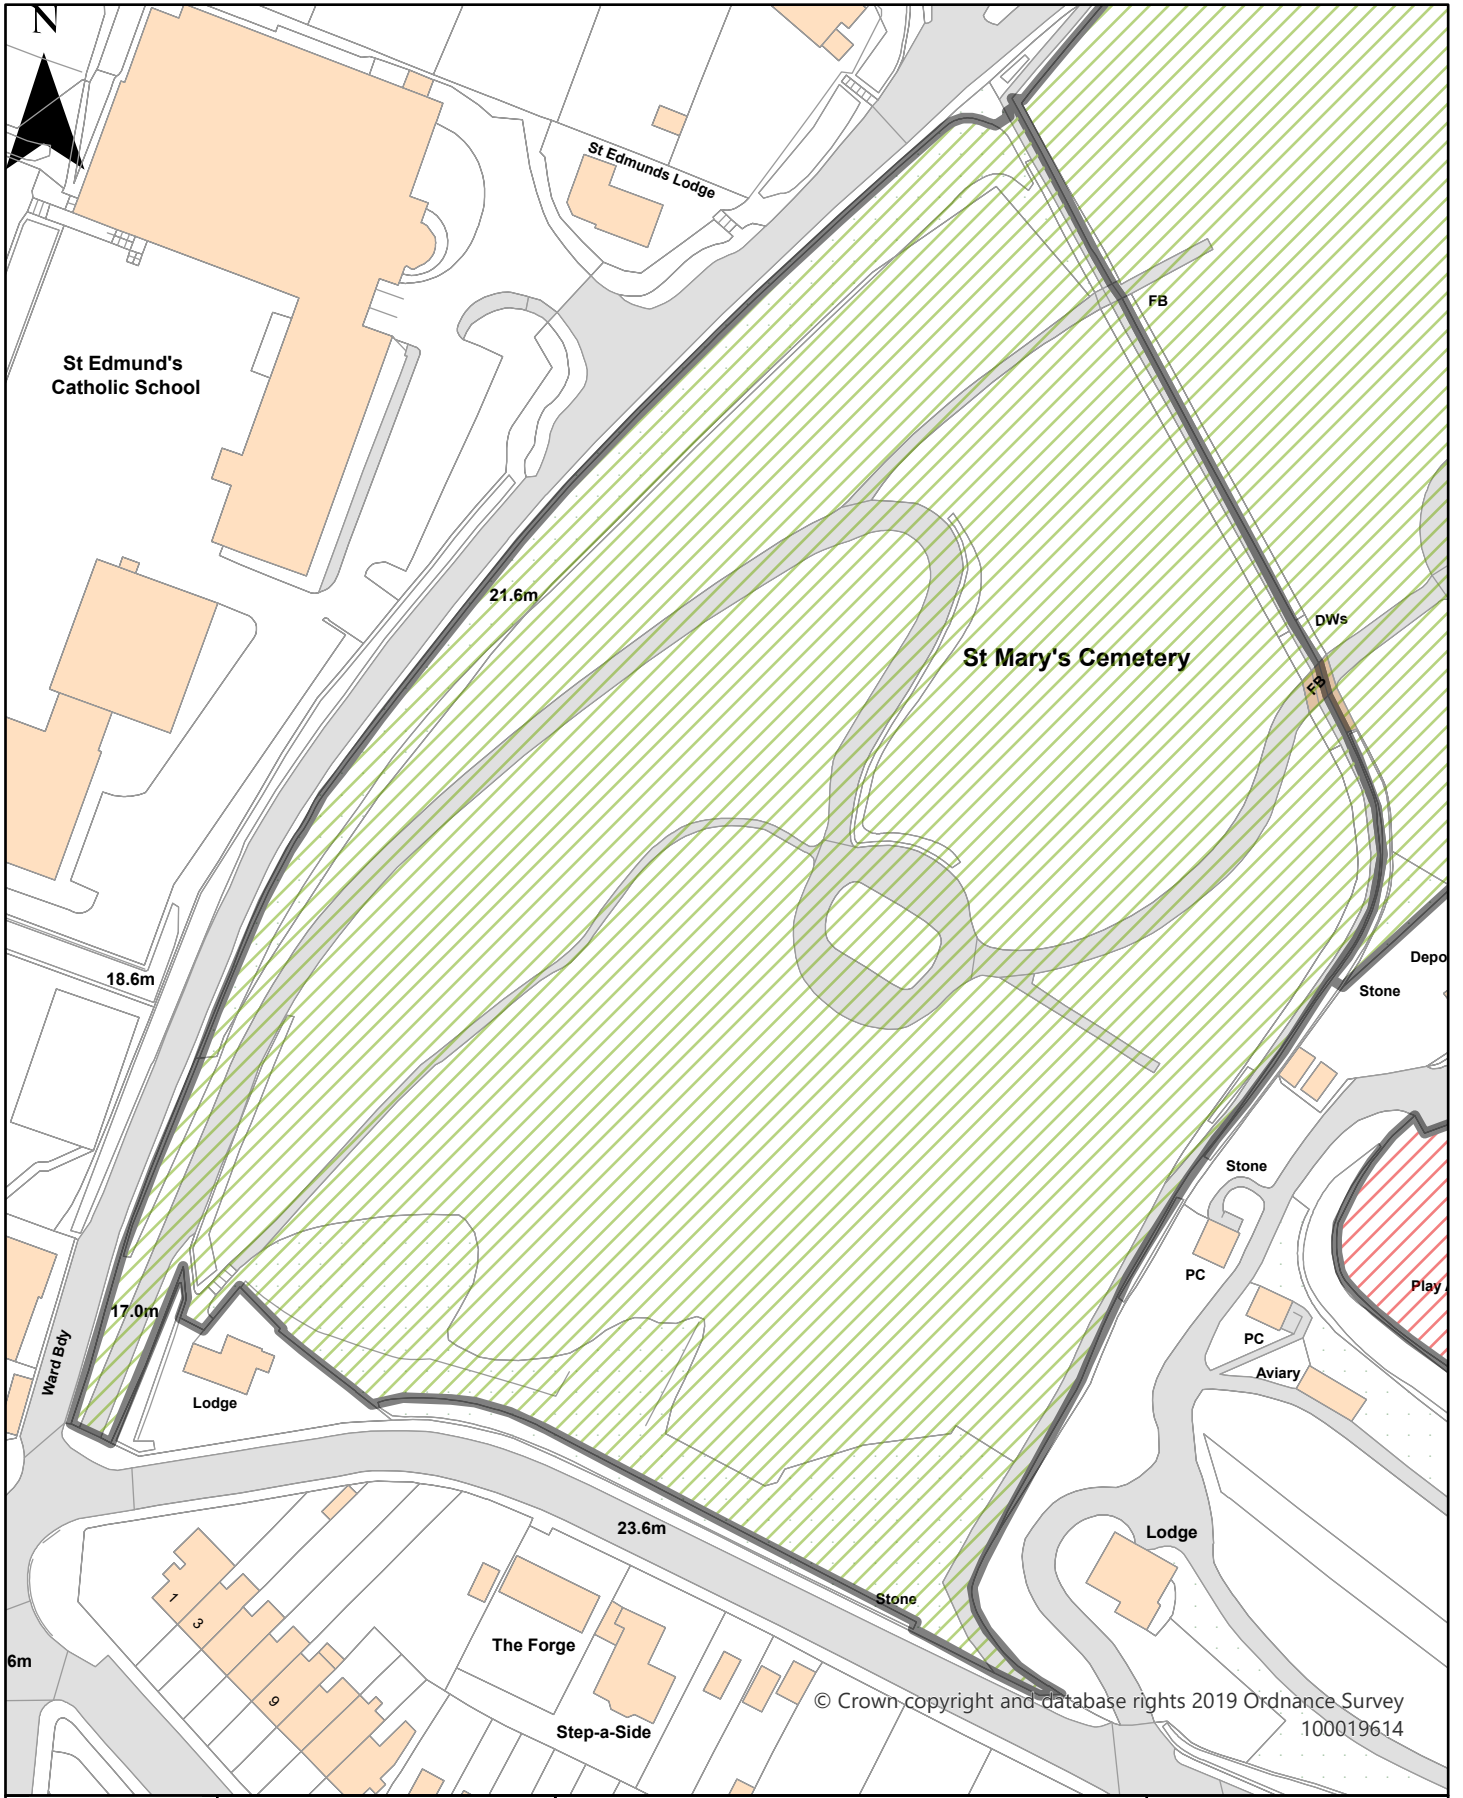 N
St Edmunds Lodge
FB
St Edmund's
Catholic School
21.6m
DWs
St Mary's Cemetery
FB
Depo
18.6m
Stone
Stone
PC
Play
17.0m
PC
Ward Bdy
Aviary
Lodge
23.6m
Lodge
1
Stone
3
The Forge
6m
9
© Crown copyright and database rights 2019 Ordnance Survey
100019614
Step-a-Side